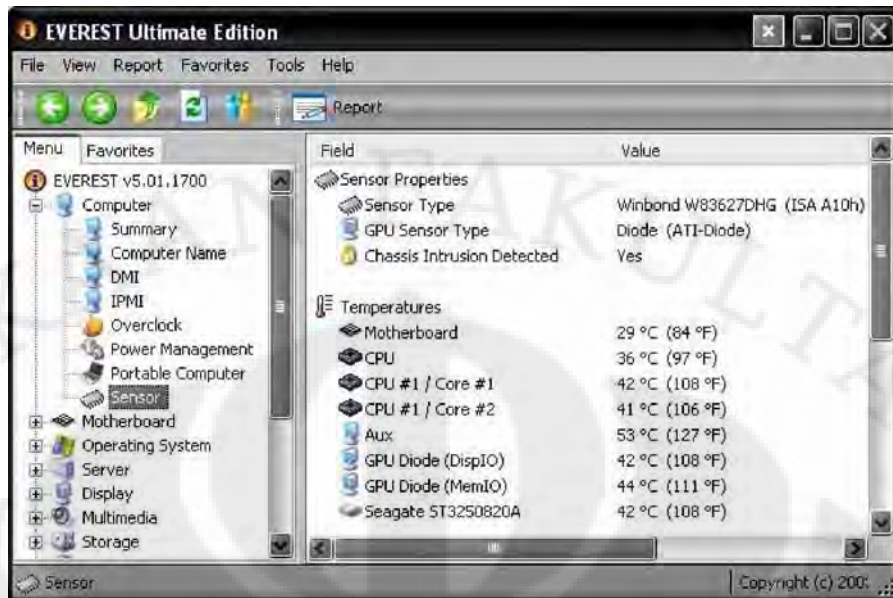 EVEREST Ultimate Edition
File View Report Favorites Tools Help
Report
Menu Favorites
EVEREST v5.01.1700
Computer
Summary
Computer Name
DMI
IPMI
Overclock
Power Management
Portable Computer
Sensor
Motherboard
Operating System
Server
Display
Multimedia
Storage
Field Value
Sensor Properties
Sensor Type Winbond W83627DHG (ISA A10h)
GPU Sensor Type Diode (ATI-Diode)
Chassis Intrusion Detected Yes
Temperatures
Motherboard 29 °C (84 °F)
CPU 36 °C (97 °F)
CPU #1 / Core #1 42 °C (108 °F)
CPU #1 / Core #2 41 °C (106 °F)
Aux 53 °C (127 °F)
GPU Diode (DispIO) 42 °C (108 °F)
GPU Diode (MemIO) 44 °C (111 °F)
Seagate ST3250820A 42 °C (108 °F)
Sensor Copyright (c)